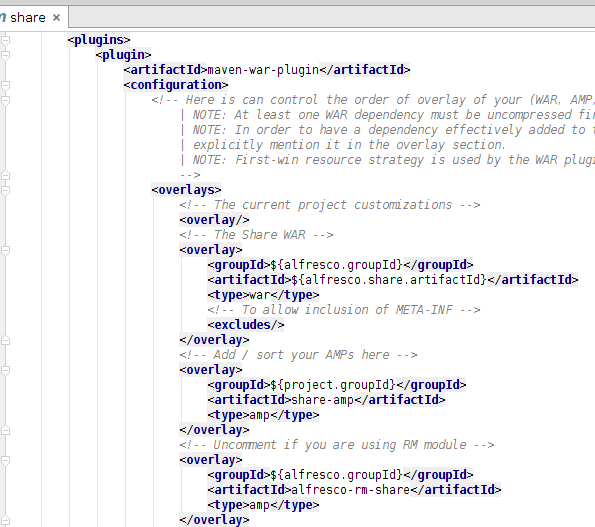 share ×
<plugins>
<plugin>
<artifactId>maven-war-plugin</artifactId>
<configuration>
<!-- Here is can control the order of overlay of your (WAR, AMP,
| NOTE: At least one WAR dependency must be uncompressed fi
| NOTE: In order to have a dependency effectively added to
| explicitly mention it in the overlay section.
| NOTE: First-win resource strategy is used by the WAR plugi
-->
<overlays>
<!-- The current project customizations -->
<overlay/>
<!-- The Share WAR -->
<overlay>
<groupId>${alfresco.groupId}</groupId>
<artifactId>${alfresco.share.artifactId}</artifactId>
<type>war</type>
<!-- To allow inclusion of META-INF -->
<excludes/>
</overlay>
<!-- Add / sort your AMPs here -->
<overlay>
<groupId>${project.groupId}</groupId>
<artifactId>share-amp</artifactId>
<type>amp</type>
</overlay>
<!-- Uncomment if you are using RM module -->
<overlay>
<groupId>${alfresco.groupId}</groupId>
<artifactId>alfresco-rm-share</artifactId>
<type>amp</type>
</overlay>